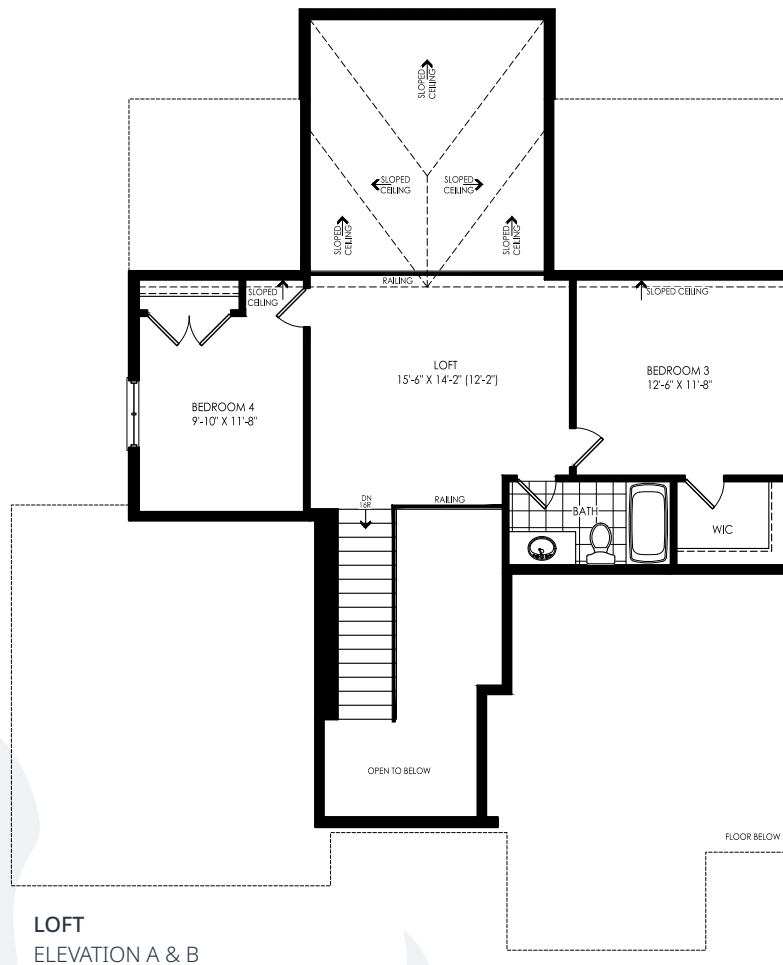 SLOPED
CEILING
SLOPED
CEILING
SLOPED
CEILING
SLOPED
CEILING
SLOPED
CEILING
RAILING
SLOPED
CEILING
SLOPED CEILING
LOFT
15'-6" X 14'-2" (12'-2")
BEDROOM 3
12'-6" X 11'-8"
BEDROOM 4
9'-10" X 11'-8"
DN
16R
RAILING
BATH
WIC
OPEN TO BELOW
FLOOR BELOW
LOFT
ELEVATION A & B